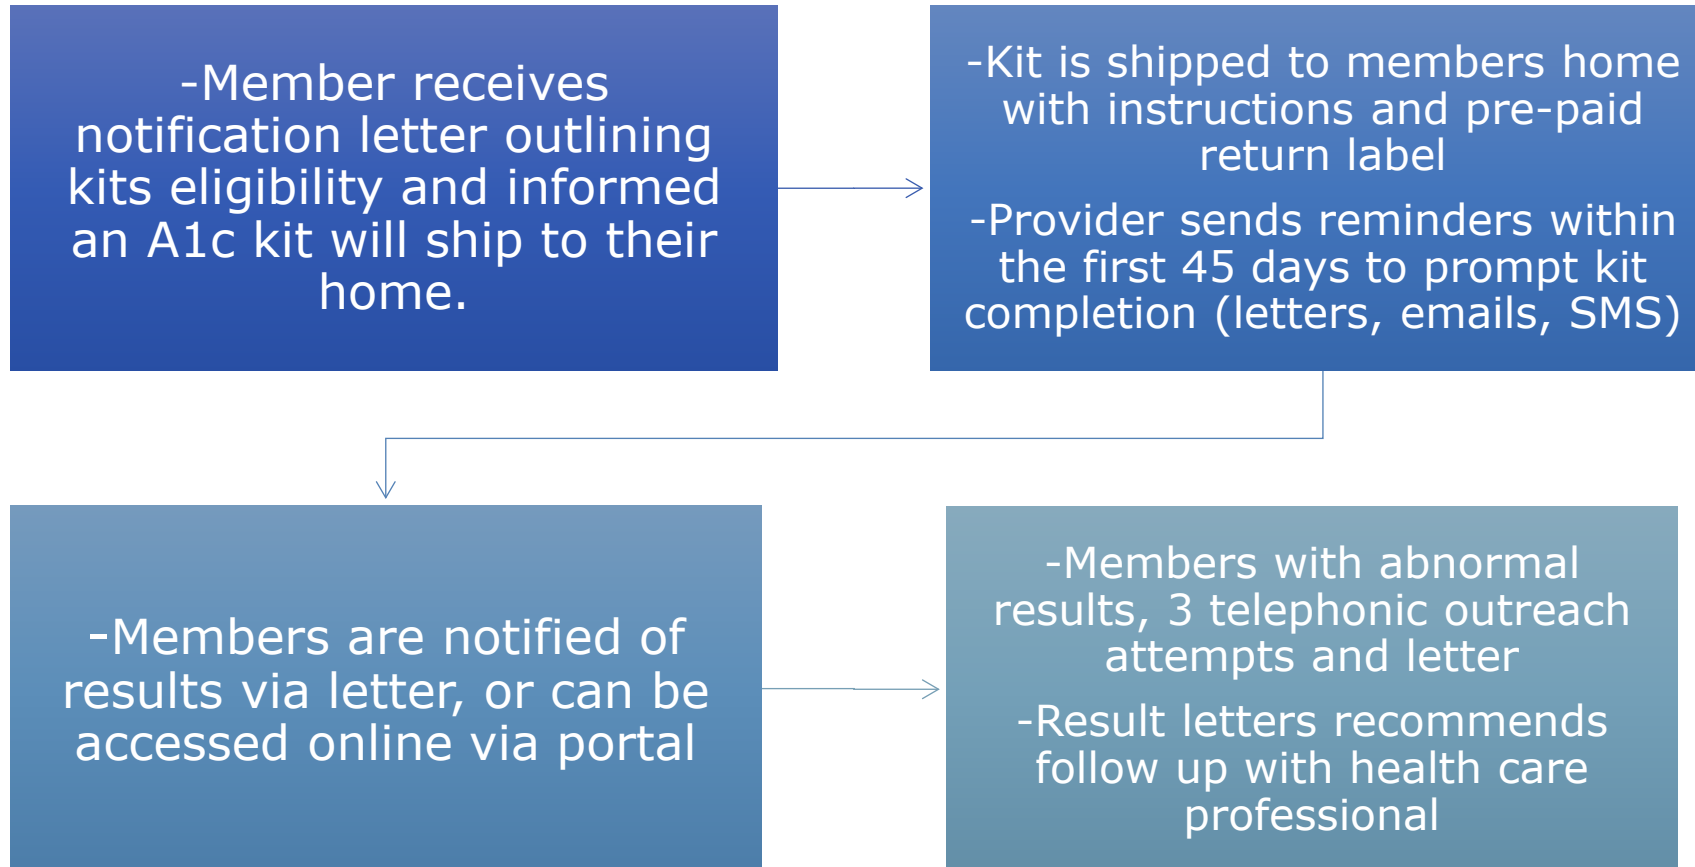 -Member receives
notification letter outlining
kits eligibility and informed
an A1c kit will ship to their
home.
-Kit is shipped to members home
with instructions and pre-paid
return label
-Provider sends reminders within
the first 45 days to prompt kit
completion (letters, emails, SMS)
-Members are notified of
results via letter, or can be
accessed online via portal
-Members with abnormal
results, 3 telephonic outreach
attempts and letter
-Result letters recommends
follow up with health care
professional